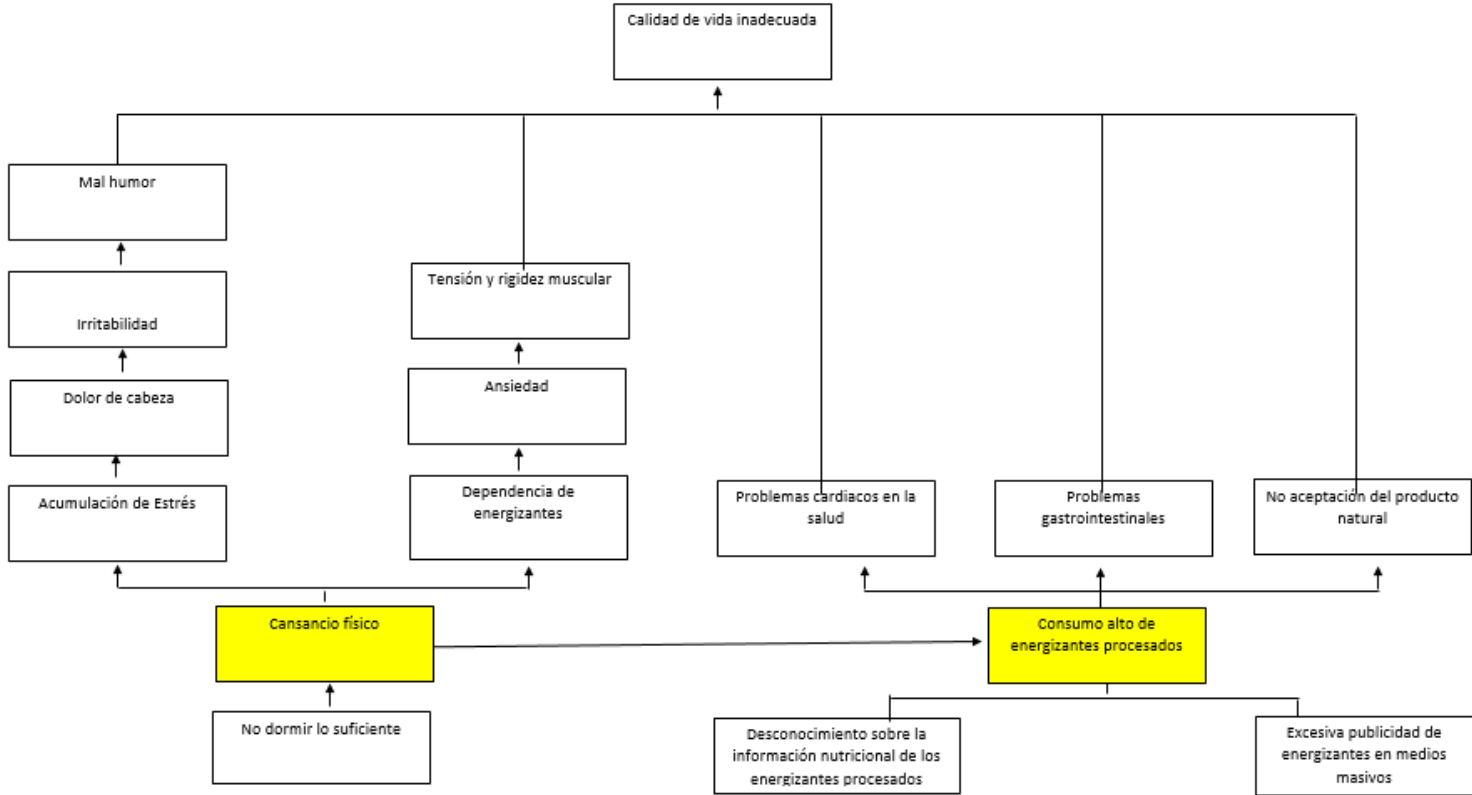 Calidad de vida inadecuada
Mal humor
Irritabilidad
Tensión y rigidez muscular
Dolor de cabeza
Ansiedad
Acumulación de Estrés
Dependencia de
energizantes
Problemas cardiacos en la
salud
Problemas
gastrointestinales
No aceptación del producto
natural
Cansancio físico
Consumo alto de
energizantes procesados
No dormir lo suficiente
Desconocimiento sobre la
información nutricional de los
energizantes procesados
Excesiva publicidad de
energizantes en medios
masivos